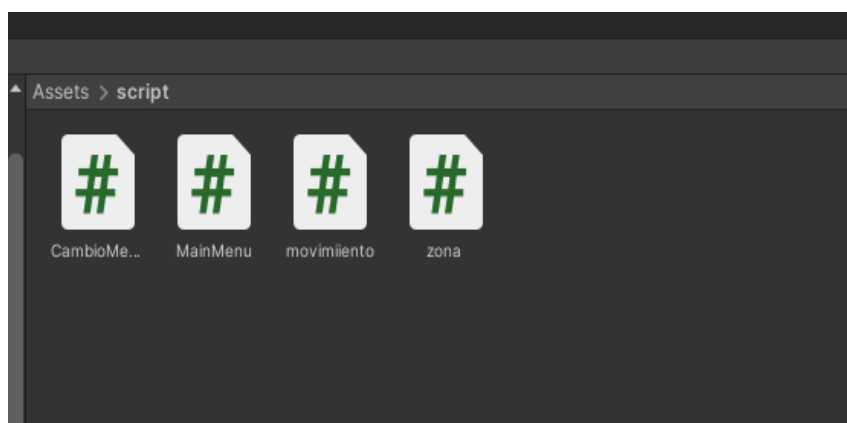 Assets > script
CambioMe...
MainMenu
movimiiento
zona